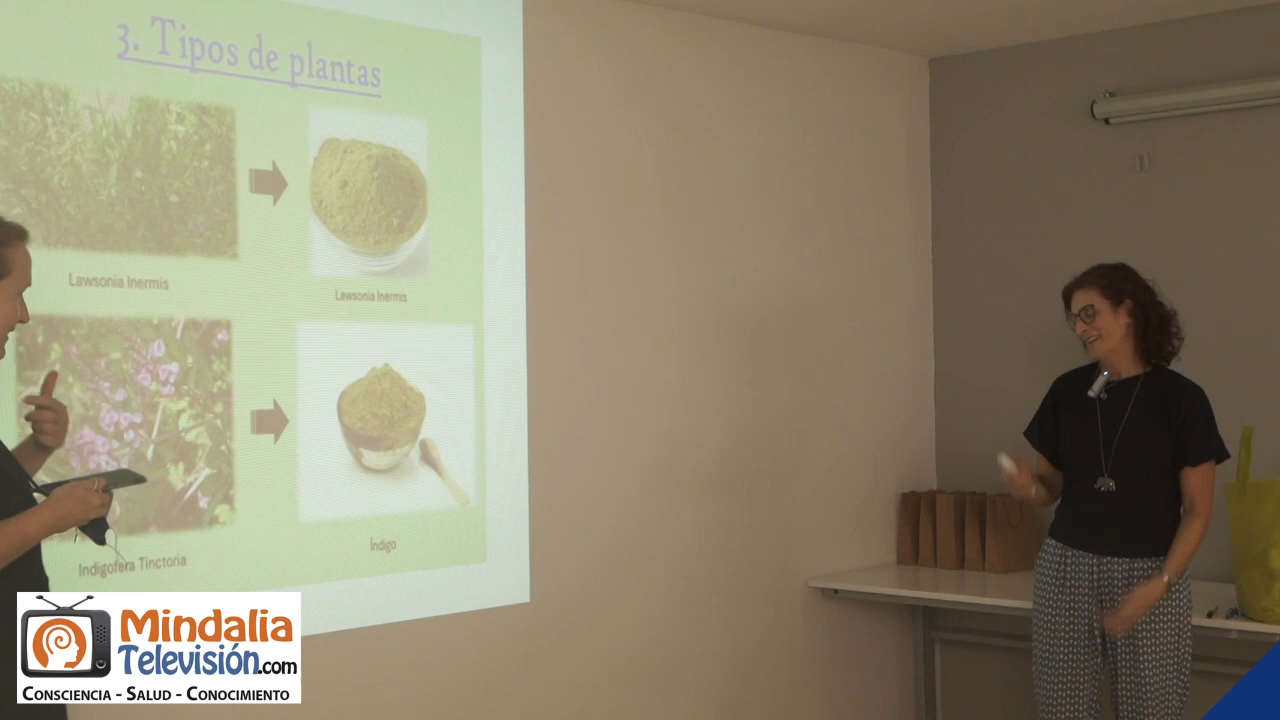 3. Tipos de plantas
Lawsonia Inermis
Lawsonia Inermis
Indigofera Tinctoria
Índigo
Mindalia
Televisión.com
CONSCIENCIA - SALUD - CONOCIMIENTO